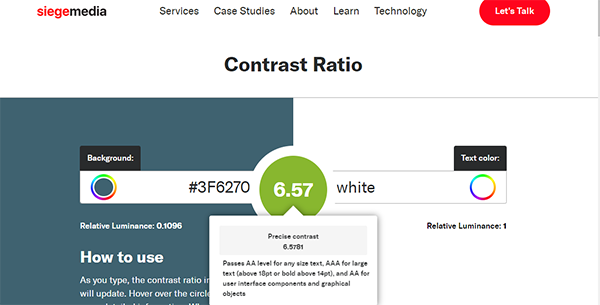 siegemedia Services Case Studies About Learn Technology Let's Talk
Contrast Ratio
Background: Text color:
#3F6270 6.57 white
Relative Luminance: 0.1096 Relative Luminance: 1
Precise contrast
6.5781
Passes AA level for any size text, AAA for large
text (above 18pt or bold above 14pt), and AA for
user interface components and graphical
objects
How to use
As you type, the contrast ratio in
will update. Hover over the circle